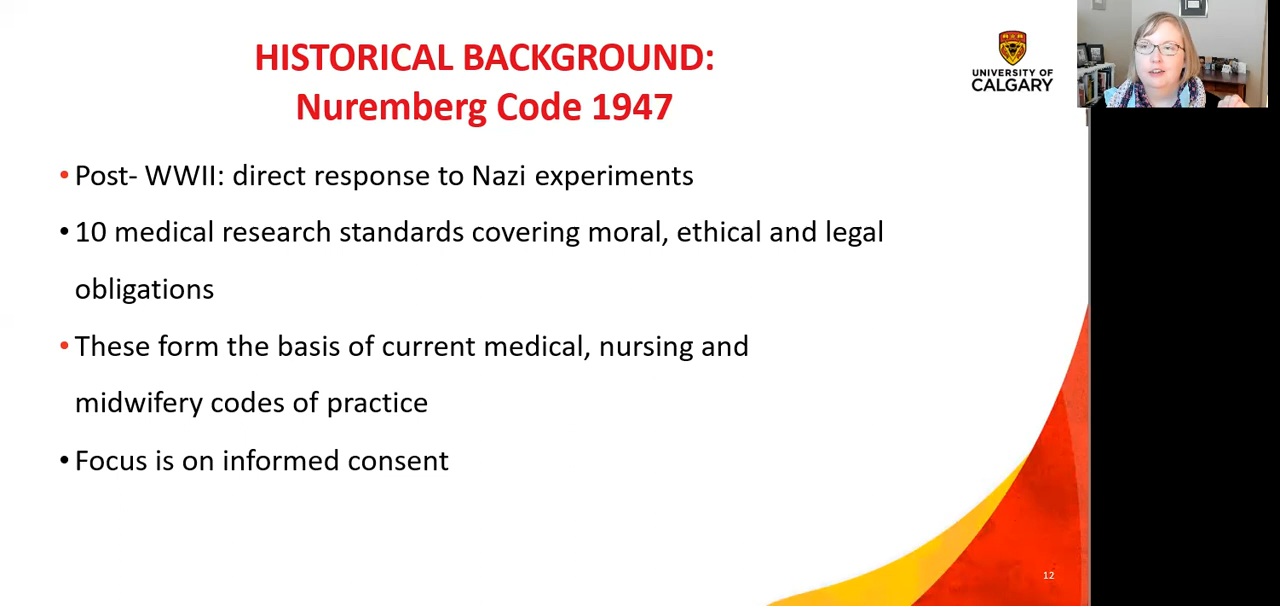 HISTORICAL BACKGROUND:
Nuremberg Code 1947
UNIVERSITY OF
CALGARY
• Post- WWII: direct response to Nazi experiments
• 10 medical research standards covering moral, ethical and legal
obligations
• These form the basis of current medical, nursing and
midwifery codes of practice
• Focus is on informed consent
12